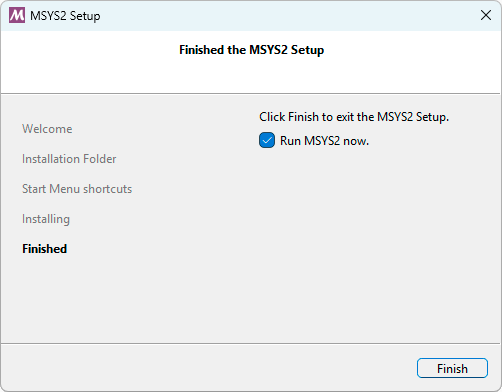 MSYS2 Setup
Finished the MSYS2 Setup
Welcome
Installation Folder
Start Menu shortcuts
Installing
Finished
Click Finish to exit the MSYS2 Setup.
Run MSYS2 now.
Finish